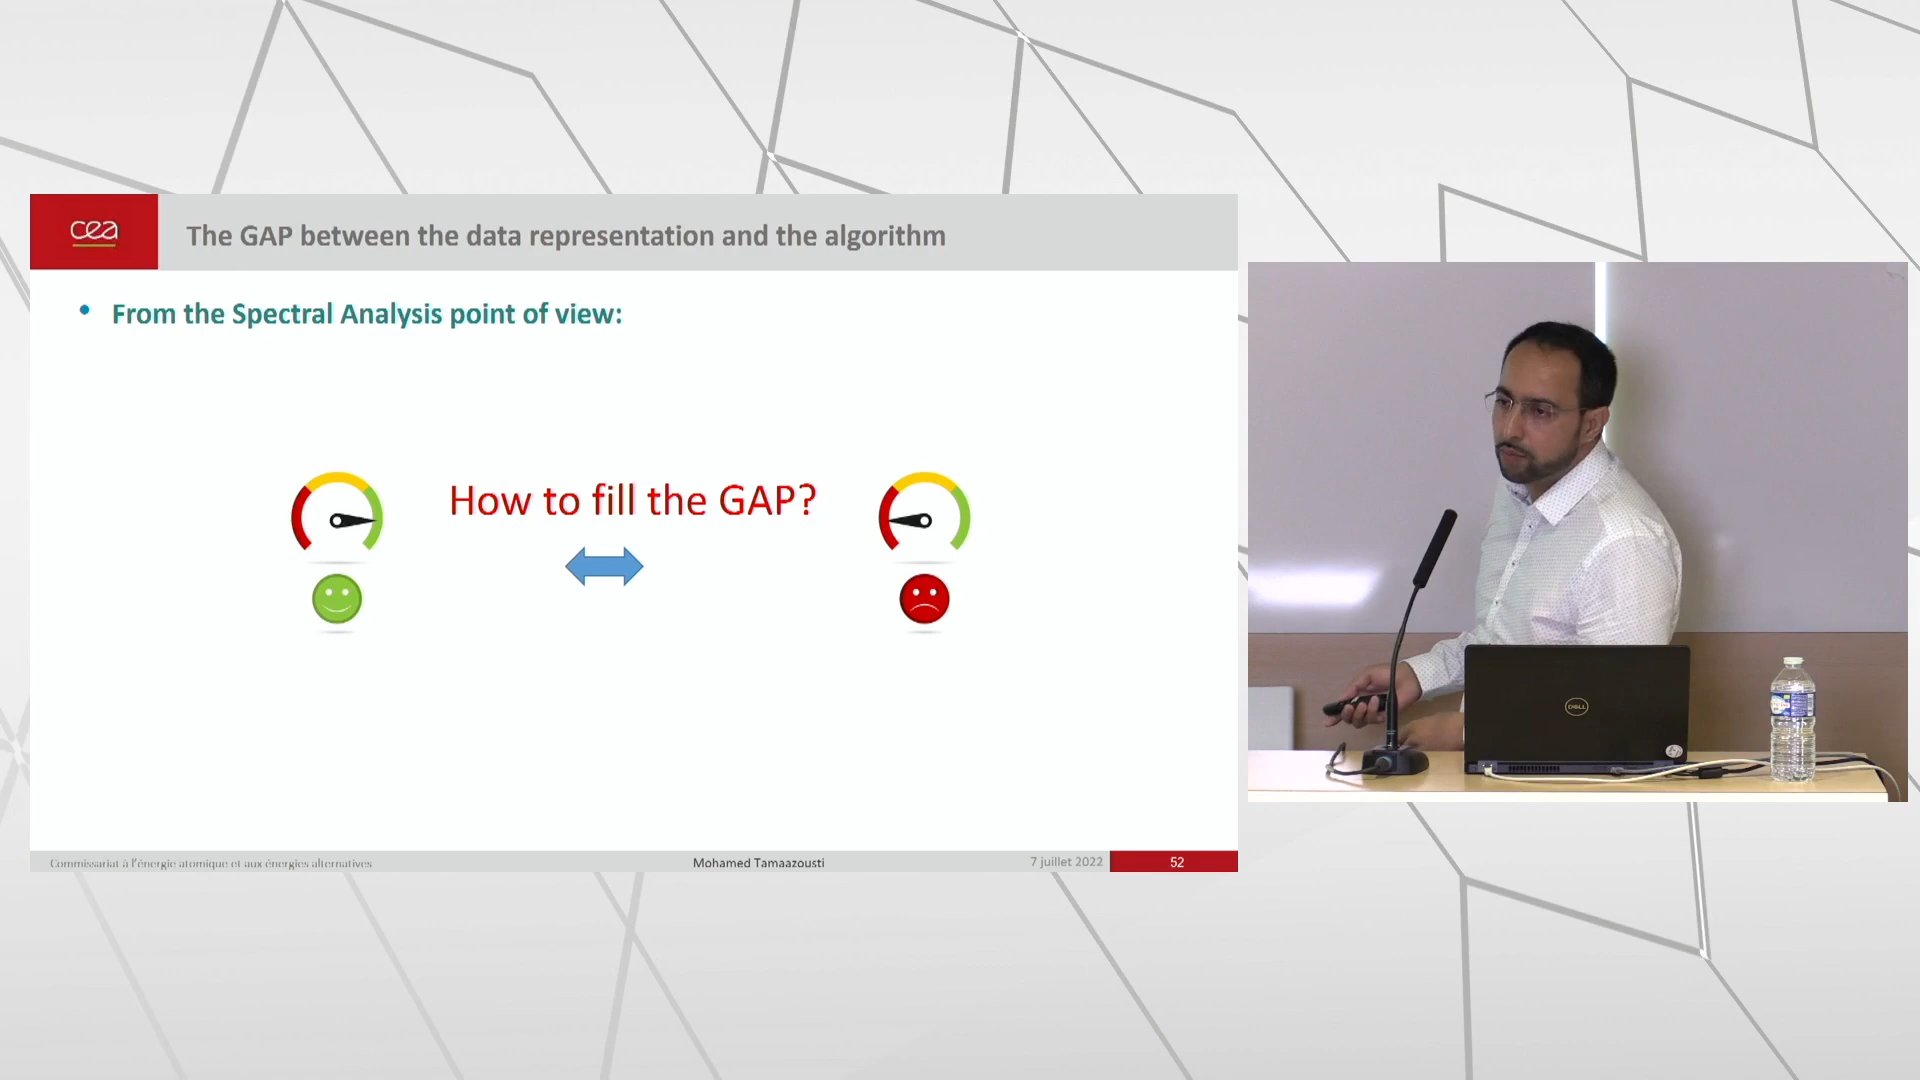 cea
The GAP between the data representation and the algorithm
• From the Spectral Analysis point of view:
How to fill the GAP?
Commissariat à l'énergie atomique et aux énergies alternatives
Mohamed Tamaazousti
7 juillet 2022
52
DELL